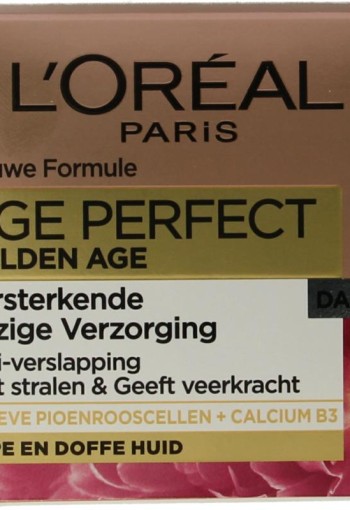 L'ORÉAL
PARiS
uwe Formule
GE PERFECT
LDEN AGE
rsterkende
DA
zige Verzorging
i-verslapping
t stralen & Geeft veerkracht
EVE PIOENROOSCELLEN + CALCIUM B3
PE EN DOFFE HUID